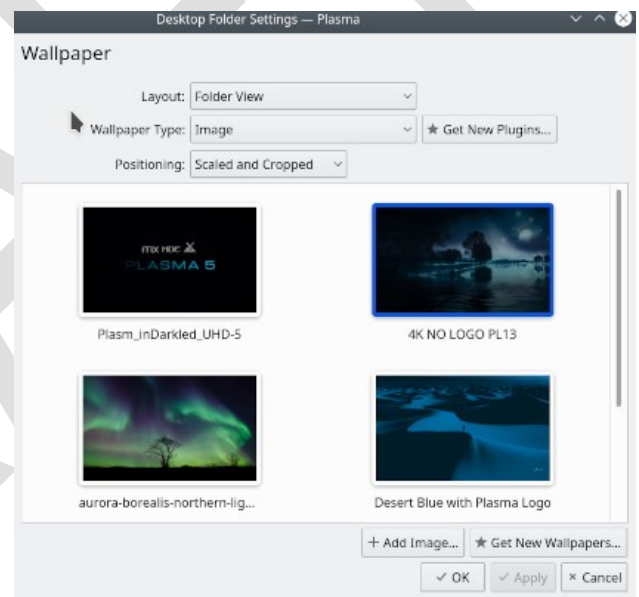 Desktop Folder Settings — Plasma
Wallpaper
Layout: Folder View
Wallpaper Type: Image
★ Get New Plugins...
Positioning: Scaled and Cropped
PLASMA 5
Plasm_inDarkled_UHD-5
4K NO LOGO PL13
aurora-borealis-northern-lig...
Desert Blue with Plasma Logo
+ Add Image...
★ Get New Wallpapers...
✓ OK
✓ Apply
× Cancel